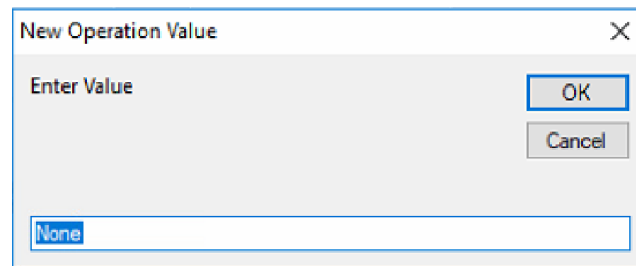 New Operation Value
Enter Value
OK
Cancel
None